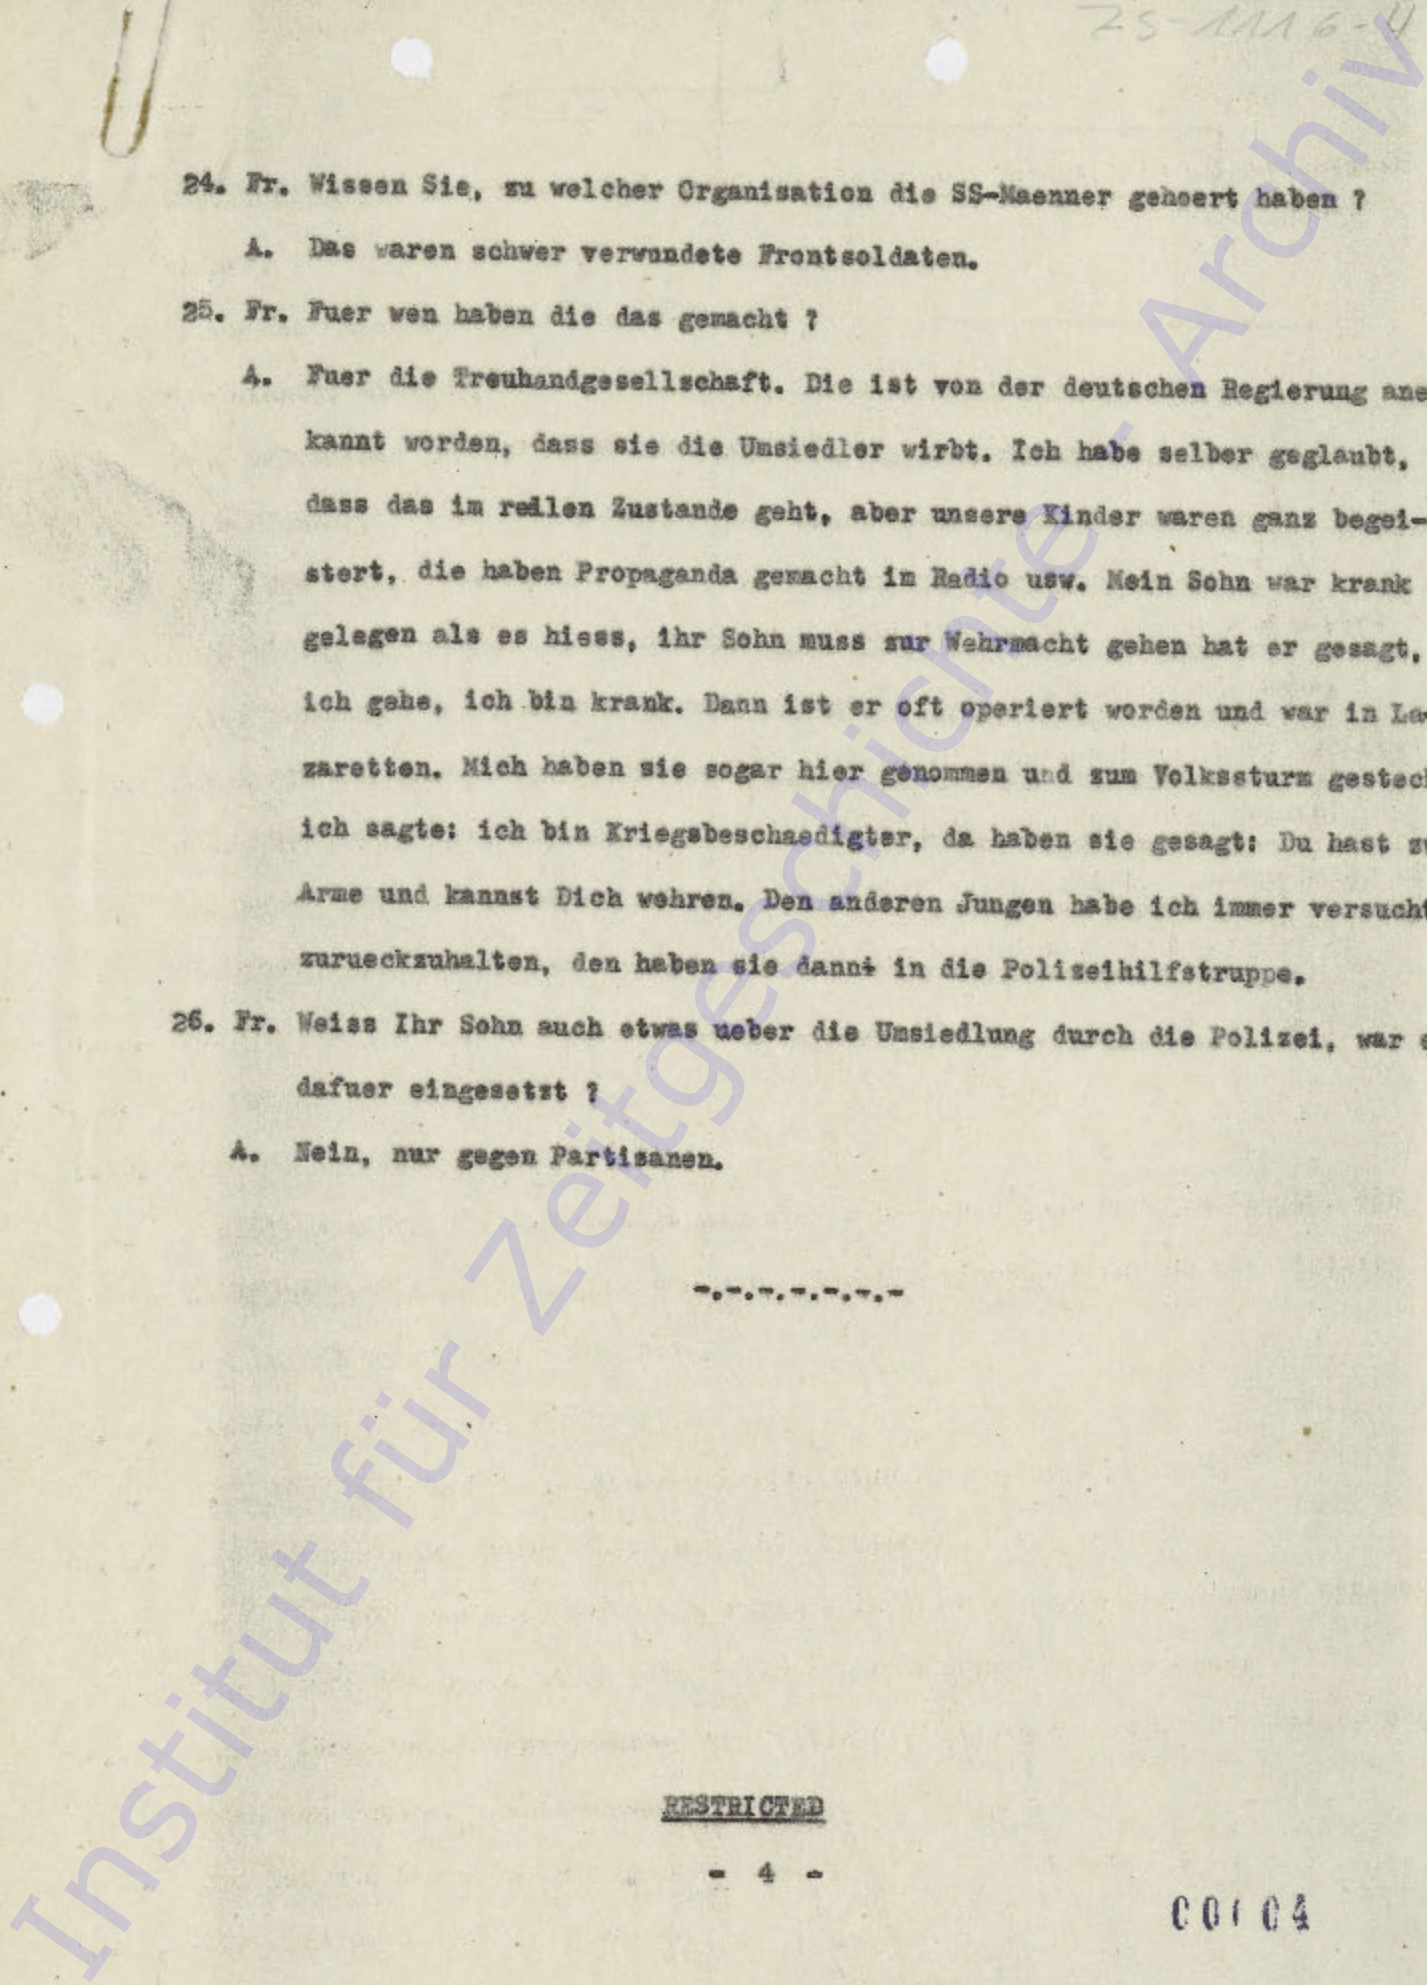 ZS-1116-4
24. Fr. Wissen Sie, zu welcher Organisation die SS-Maenner gehoert haben ?
A. Das waren schwer verwundete Frontsoldaten.
25. Fr. Fuer wen haben die das gemacht ?
A. Fuer die Treuhandgesellschaft. Die ist von der deutschen Regierung ane
kannt worden, dass sie die Umsiedler wirbt. Ich habe selber geglaubt,
dass das im reilen Zustande geht, aber unsere Kinder waren ganz begei-
stert, die haben Propaganda gemacht im Radio usw. Mein Sohn war krank
gelegen als es hiess, ihr Sohn muss zur Wehrmacht gehen hat er gesagt,
ich gehe, ich bin krank. Dann ist er oft operiert worden und war in La-
zaretten. Mich haben sie sogar hier genommen und zum Volkssturm gestec
ich sagte: ich bin Kriegsbeschaedigter, da haben sie gesagt: Du hast z
Arme und kannst Dich wehren. Den anderen Jungen habe ich immer versucht
zurueckzuhalten, den haben sie dann in die Polizeihilfstruppe.
26. Fr. Weiss Ihr Sohn auch etwas ueber die Umsiedlung durch die Polizei, war e
dafuer eingesetzt ?
A. Nein, nur gegen Partisanen.
-.-.-.-.-.-.-
RESTRICTED
- 4 -
00004
Institut für Zeitgeschichte - Archiv